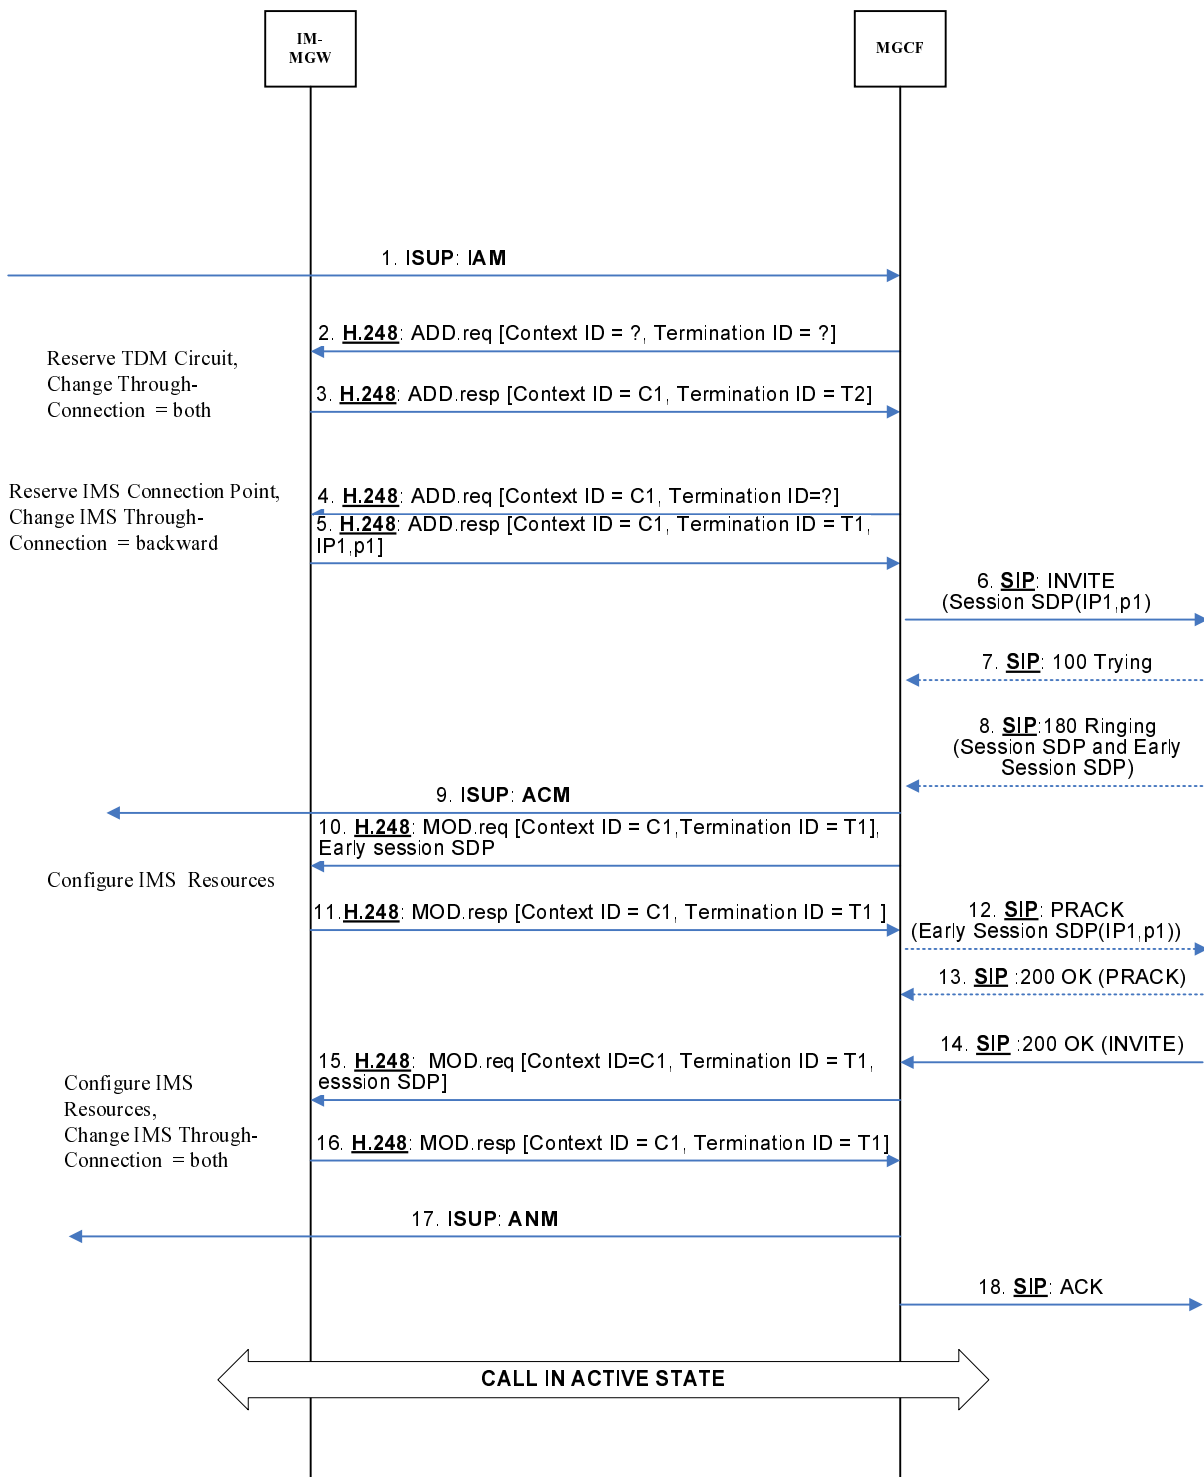 IM-
MGW
MGCF
1. ISUP: IAM
2. H.248: ADD.req [Context ID = ?, Termination ID = ?]
Reserve TDM Circuit,
Change Through-
Connection = both
3. H.248: ADD.resp [Context ID = C1, Termination ID = T2]
Reserve IMS Connection Point,
Change IMS Through-
Connection = backward
4. H.248: ADD.req [Context ID = C1, Termination ID=?]
5. H.248: ADD.resp [Context ID = C1, Termination ID = T1,
IP1,p1]
6. SIP: INVITE
(Session SDP(IP1,p1)
7. SIP: 100 Trying
8. SIP:180 Ringing
(Session SDP and Early
Session SDP)
9. ISUP: ACM
10. H.248: MOD.req [Context ID = C1,Termination ID = T1],
Early session SDP
Configure IMS Resources
11.H.248: MOD.resp [Context ID = C1, Termination ID = T1 ]
12. SIP: PRACK
(Early Session SDP(IP1,p1))
13. SIP :200 OK (PRACK)
14. SIP :200 OK (INVITE)
15. H.248: MOD.req [Context ID=C1, Termination ID = T1,
esssion SDP]
Configure IMS
Resources,
Change IMS Through-
Connection = both
16. H.248: MOD.resp [Context ID = C1, Termination ID = T1]
17. ISUP: ANM
18. SIP: ACK
CALL IN ACTIVE STATE